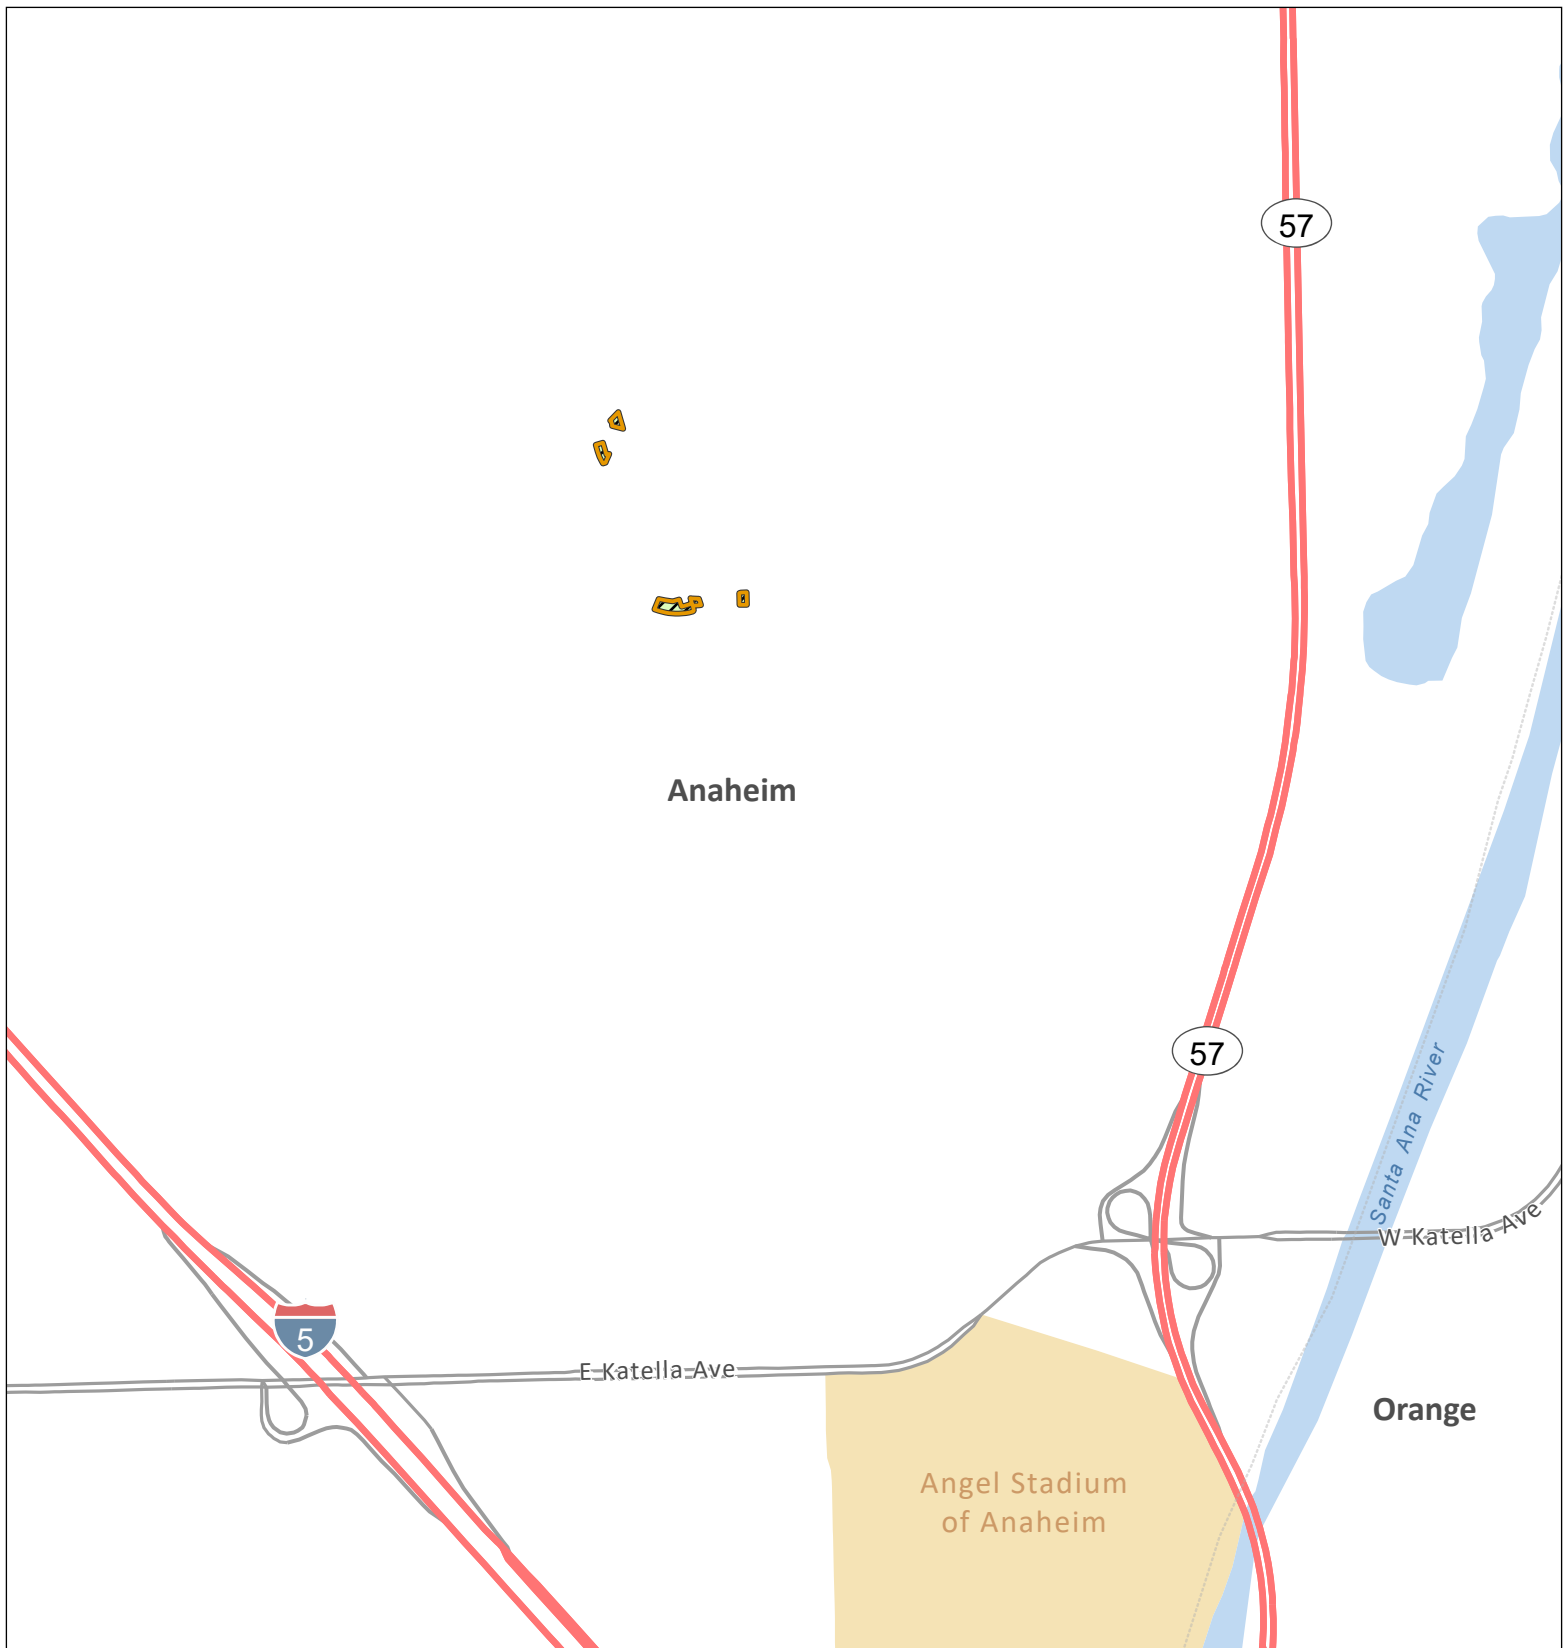 57
Anaheim
57
Santa Ana River
W Katella Ave
5
E Katella Ave
Orange
Angel Stadium
of Anaheim